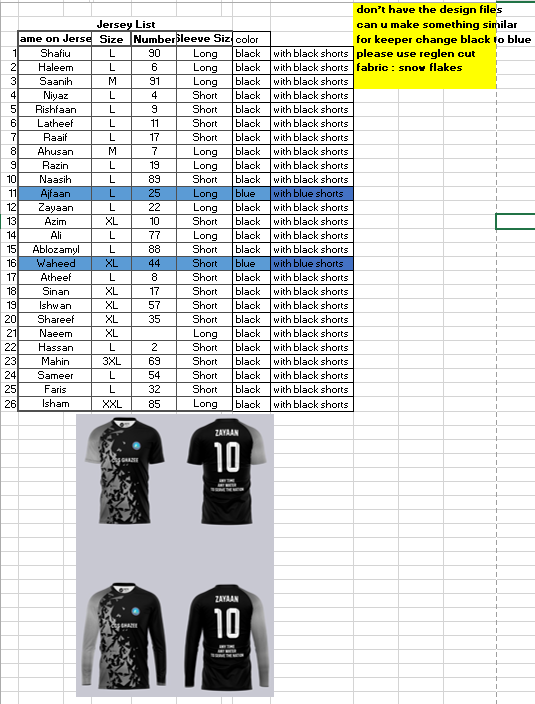 don't have the design files
can u make something similar
for keeper change black to blue
please use reglen cut
fabric : snow flakes
Jersey List
ame on Jerse Size Number Sleeve Siz color
1 Shafiu L 90 Long black with black shorts
2 Haleem L 6 Long black with black shorts
3 Saanih M 91 Long black with black shorts
4 Niyaz L 4 Short black with black shorts
5 Rishfaan L 9 Short black with black shorts
6 Latheef L 11 Short black with black shorts
7 Raaif L 17 Short black with black shorts
8 Ahusan M 7 Long black with black shorts
9 Razin L 19 Long black with black shorts
10 Naasih L 89 Short black with black shorts
11 Ajfaan L 25 Long blue with blue shorts
12 Zayaan L 22 Long black with black shorts
13 Azim XL 10 Short black with black shorts
14 Ali L 77 Long black with black shorts
15 Ablozamyl L 88 Short black with black shorts
16 Waheed XL 44 Short blue with blue shorts
17 Atheef L 8 Short black with black shorts
18 Sinan XL 17 Short black with black shorts
19 Ishwan XL 57 Short black with black shorts
20 Shareef XL 35 Short black with black shorts
21 Naeem XL Long black with black shorts
22 Hassan L 2 Short black with black shorts
23 Mahin 3XL 69 Short black with black shorts
24 Sameer L 54 Short black with black shorts
25 Faris L 32 Short black with black shorts
26 Isham XXL 85 Long black with black shorts
GHAZEE
ZAYAAN
10
ANY TIME
ANY WATER
TO SERVE THE NATION
GHAZEE
ZAYAAN
10
ANY TIME
ANY WATER
TO SERVE THE NATION